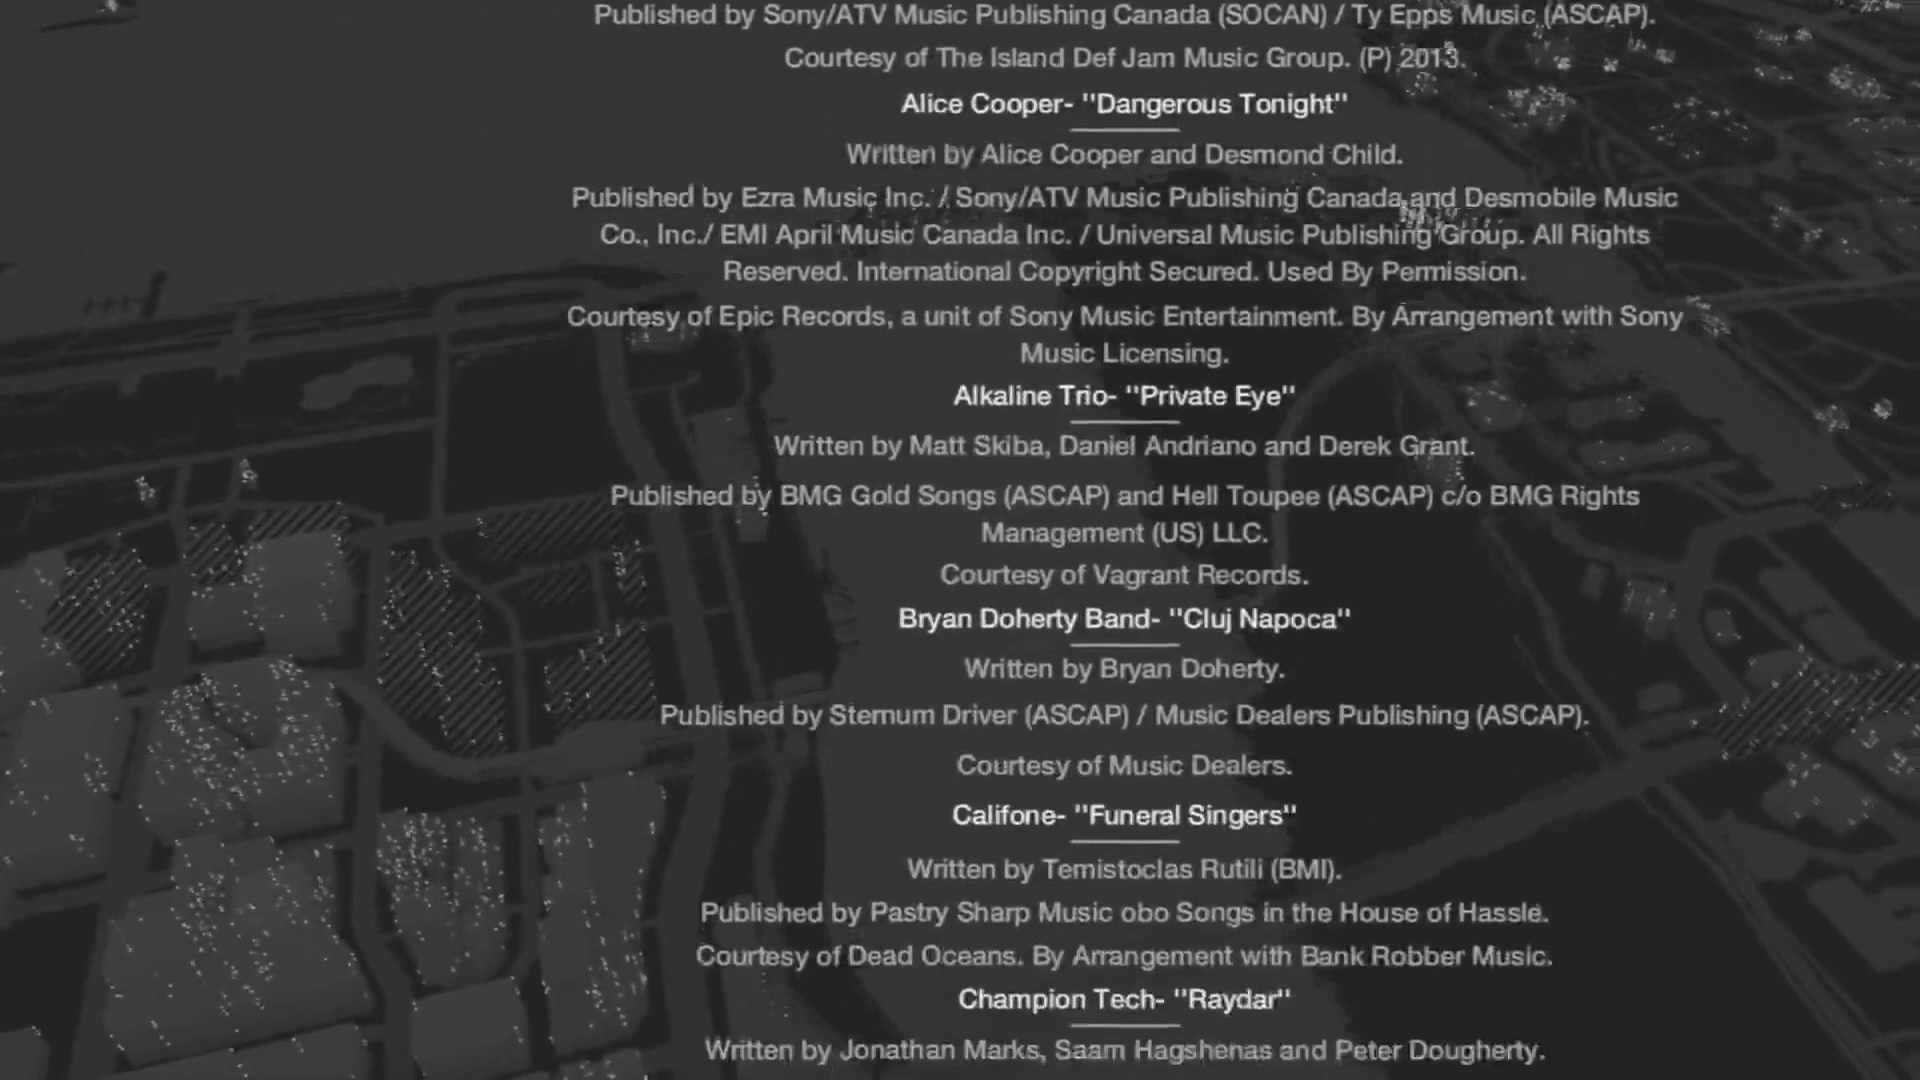 Published by Sony/ATV Music Publishing Canada (SOCAN) / Ty Epps Music (ASCAP).
Courtesy of The Island Def Jam Music Group. (P) 2013.
Alice Cooper- "Dangerous Tonight"
Written by Alice Cooper and Desmond Child.
Published by Ezra Music Inc. / Sony/ATV Music Publishing Canada and Desmobile Music
Co., Inc./ EMI April Music Canada Inc. / Universal Music Publishing Group. All Rights
Reserved. International Copyright Secured. Used By Permission.
Courtesy of Epic Records, a unit of Sony Music Entertainment. By Arrangement with Sony
Music Licensing.
Alkaline Trio- "Private Eye"
Written by Matt Skiba, Daniel Andriano and Derek Grant.
Published by BMG Gold Songs (ASCAP) and Hell Toupee (ASCAP) c/o BMG Rights
Management (US) LLC.
Courtesy of Vagrant Records.
Bryan Doherty Band- "Cluj Napoca"
Written by Bryan Doherty.
Published by Sternum Driver (ASCAP) / Music Dealers Publishing (ASCAP).
Courtesy of Music Dealers.
Califone- "Funeral Singers"
Written by Temistoclas Rutili (BMI).
Published by Pastry Sharp Music obo Songs in the House of Hassle.
Courtesy of Dead Oceans. By Arrangement with Bank Robber Music.
Champion Tech- "Raydar"
Written by Jonathan Marks, Saam Hagshenas and Peter Dougherty.